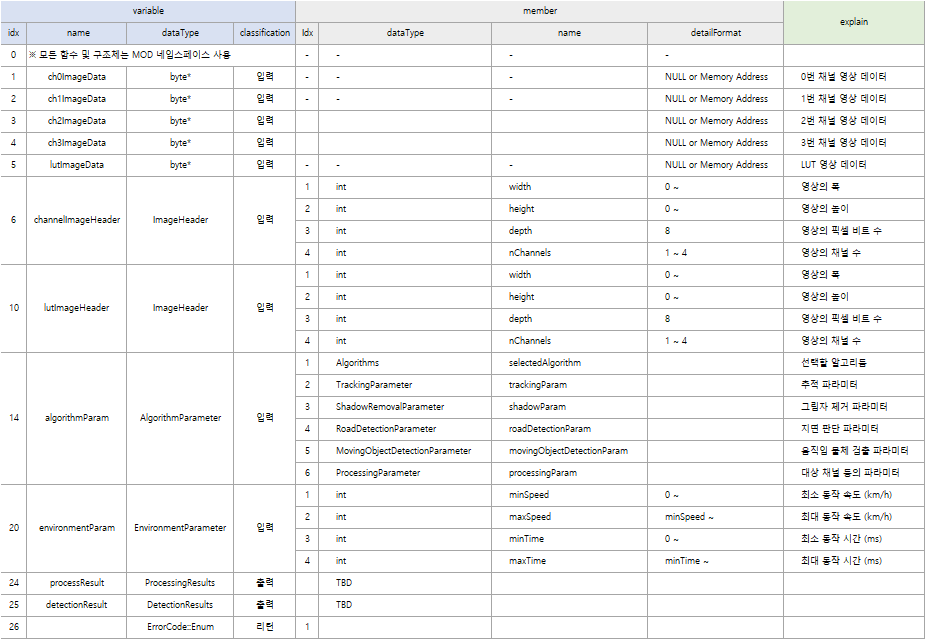 variable member explain
idx name dataType classification Idx dataType name detailFormat
0 ※ 모든 함수 및 구조체는 MOD 네임스페이스 사용 - - - -
1 ch0ImageData byte* 입력 - - - NULL or Memory Address 0번 채널 영상 데이터
2 ch1ImageData byte* 입력 - - - NULL or Memory Address 1번 채널 영상 데이터
3 ch2ImageData byte* 입력 NULL or Memory Address 2번 채널 영상 데이터
4 ch3ImageData byte* 입력 NULL or Memory Address 3번 채널 영상 데이터
5 lutImageData byte* 입력 - - - NULL or Memory Address LUT 영상 데이터
6 channelImageHeader ImageHeader 입력
1 int width 0 ~ 영상의 폭
2 int height 0 ~ 영상의 높이
3 int depth 8 영상의 픽셀 비트 수
4 int nChannels 1 ~ 4 영상의 채널 수
10 lutImageHeader ImageHeader 입력
1 int width 0 ~ 영상의 폭
2 int height 0 ~ 영상의 높이
3 int depth 8 영상의 픽셀 비트 수
4 int nChannels 1 ~ 4 영상의 채널 수
14 algorithmParam AlgorithmParameter 입력
1 Algorithms selectedAlgorithm 선택할 알고리듬
2 TrackingParameter trackingParam 추적 파라미터
3 ShadowRemovalParameter shadowParam 그림자 제거 파라미터
4 RoadDetectionParameter roadDetectionParam 지면 판단 파라미터
5 MovingObjectDetectionParameter movingObjectDetectionParam 움직임 물체 검출 파라미터
6 ProcessingParameter processingParam 대상 채널 등의 파라미터
20 environmentParam EnvironmentParameter 입력
1 int minSpeed 0 ~ 최소 동작 속도 (km/h)
2 int maxSpeed minSpeed ~ 최대 동작 속도 (km/h)
3 int minTime 0 ~ 최소 동작 시간 (ms)
4 int maxTime minTime ~ 최대 동작 시간 (ms)
24 processResult ProcessingResults 출력 TBD
25 detectionResult DetectionResults 출력 TBD
26 ErrorCode::Enum 리턴 1